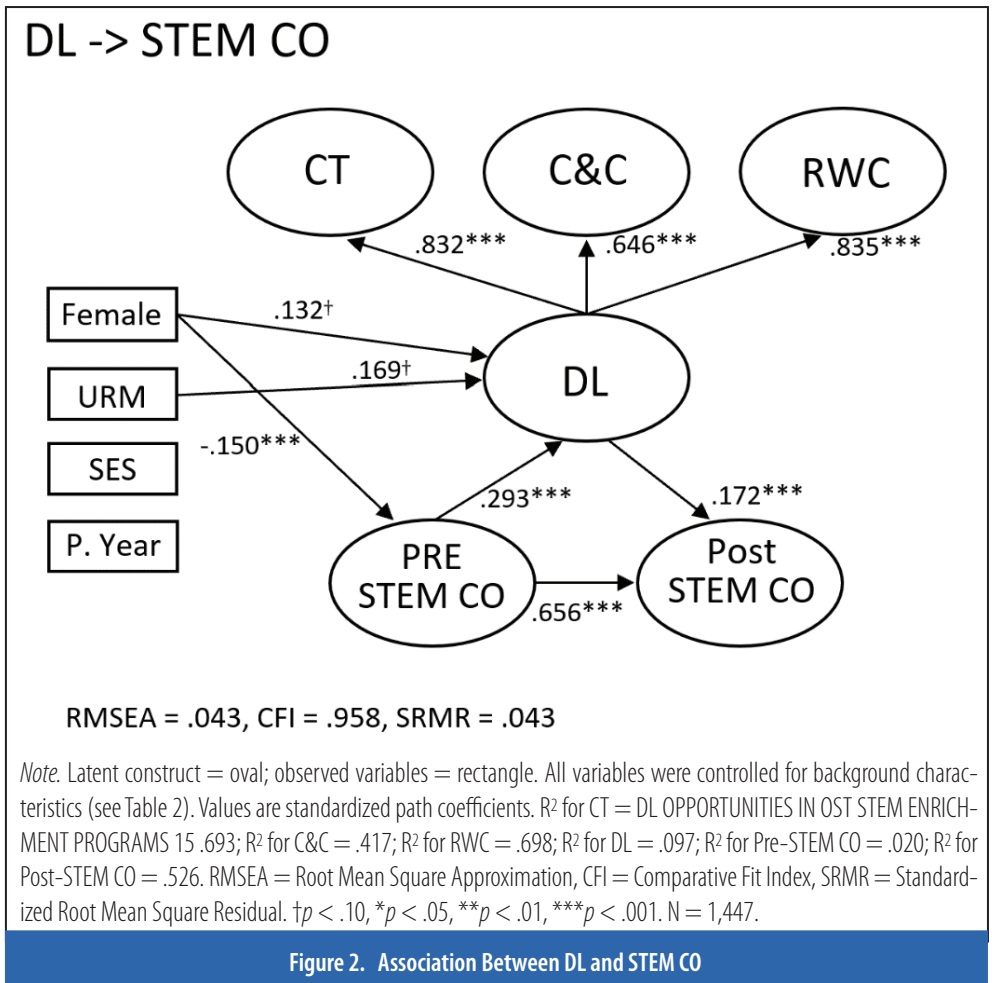 DL -> STEM CO
CT
C&C
RWC
.832***
.646***
.835***
Female
.132†
URM
.169†
DL
-.150***
SES
.293***
.172***
P. Year
PRE
STEM CO
Post
STEM CO
.656***
RMSEA = .043, CFI = .958, SRMR = .043
Note. Latent construct = oval; observed variables = rectangle. All variables were controlled for background charac-
teristics (see Table 2). Values are standardized path coefficients. R² for CT = DL OPPORTUNITIES IN OST STEM ENRICH-
MENT PROGRAMS 15 .693; R² for C&C = .417; R² for RWC = .698; R² for DL = .097; R² for Pre-STEM CO = .020; R² for
Post-STEM CO = .526. RMSEA = Root Mean Square Approximation, CFI = Comparative Fit Index, SRMR = Standard-
ized Root Mean Square Residual. †p < .10, *p < .05, **p < .01, ***p < .001. N = 1,447.
Figure 2. Association Between DL and STEM CO